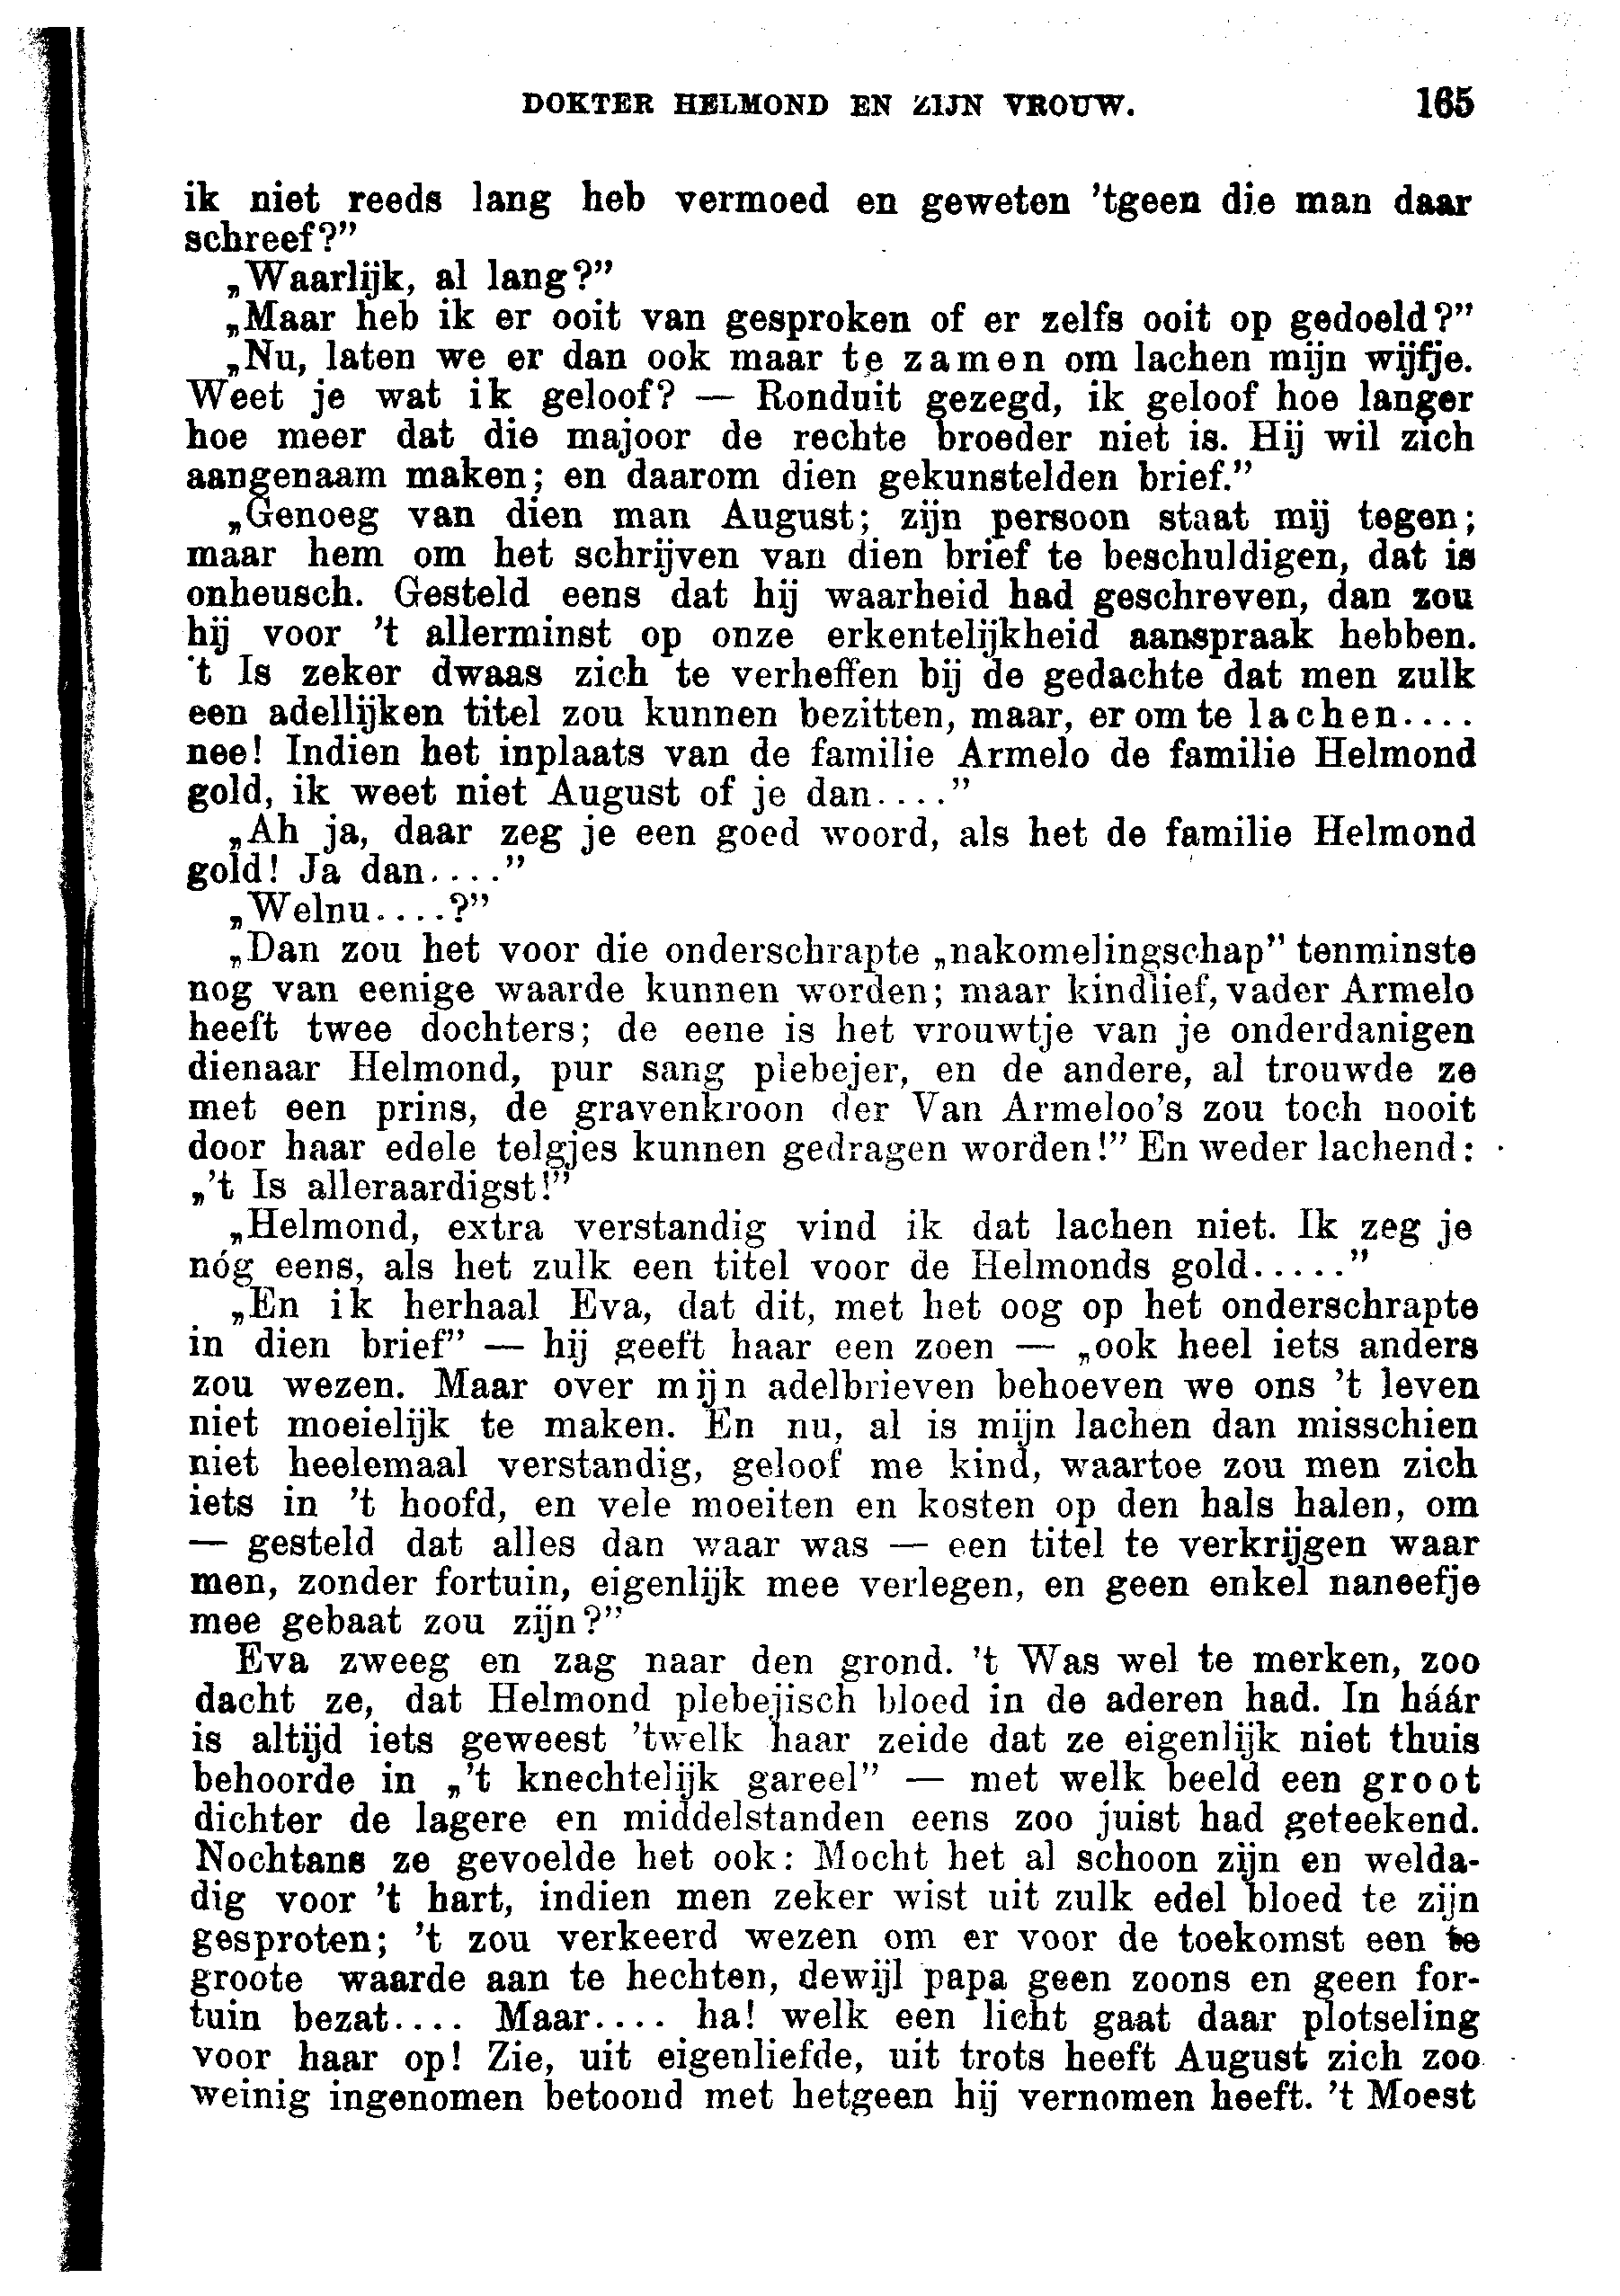 DOKTER HELMOND EN ZIJN VROUW. 165
ik niet reeds lang heb vermoed en geweten 'tgeen die man daar
schreef?”
„Waarlijk, al lang?”
„Maar heb ik er ooit van gesproken of er zelfs ooit op gedoeld?”
„Nu, laten we er dan ook maar te zamen om lachen mijn wijfje.
Weet je wat ik geloof? — Ronduit gezegd, ik geloof hoe langer
hoe meer dat die majoor de rechte broeder niet is. Hij wil zich
aangenaam maken; en daarom dien gekunstelden brief.”
„Genoeg van dien man August; zijn persoon staat mij tegen;
maar hem om het schrijven van dien brief te beschuldigen, dat is
onheusch. Gesteld eens dat hij waarheid had geschreven, dan zou
hij voor 't allerminst op onze erkentelijkheid aanspraak hebben.
't Is zeker dwaas zich te verheffen bij de gedachte dat men zulk
een adellijken titel zou kunnen bezitten, maar, er om te lachen....
nee! Indien het inplaats van de familie Armelo de familie Helmond
gold, ik weet niet August of je dan....”
„Ah ja, daar zeg je een goed woord, als het de familie Helmond
gold! Ja dan....”
„Welnu....?”
„Dan zou het voor die onderschrapte „nakomelingschap” tenminste
nog van eenige waarde kunnen worden; maar kindlief, vader Armelo
heeft twee dochters; de eene is het vrouwtje van je onderdanigen
dienaar Helmond, pur sang plebejer, en de andere, al trouwde ze
met een prins, de gravenkroon der Van Armeloo's zou toch nooit
door haar edele telgjes kunnen gedragen worden!” En weder lachend:
„'t Is alleraardigst!”
„Helmond, extra verstandig vind ik dat lachen niet. Ik zeg je
nóg eens, als het zulk een titel voor de Helmonds gold.....”
„En ik herhaal Eva, dat dit, met het oog op het onderschrapte
in dien brief” — hij geeft haar een zoen — „ook heel iets anders
zou wezen. Maar over mijn adelbrieven behoeven we ons 't leven
niet moeielijk te maken. En nu, al is mijn lachen dan misschien
niet heelemaal verstandig, geloof me kind, waartoe zou men zich
iets in 't hoofd, en vele moeiten en kosten op den hals halen, om
— gesteld dat alles dan waar was — een titel te verkrijgen waar
men, zonder fortuin, eigenlijk mee verlegen, en geen enkel naneefje
mee gebaat zou zijn?”
Eva zweeg en zag naar den grond. 't Was wel te merken, zoo
dacht ze, dat Helmond plebejisch bloed in de aderen had. In háár
is altijd iets geweest 'twelk haar zeide dat ze eigenlijk niet thuis
behoorde in „'t knechtelijk gareel” — met welk beeld een groot
dichter de lagere en middelstanden eens zoo juist had geteekend.
Nochtans ze gevoelde het ook: Mocht het al schoon zijn en welda-
dig voor 't hart, indien men zeker wist uit zulk edel bloed te zijn
gesproten; 't zou verkeerd wezen om er voor de toekomst een te
groote waarde aan te hechten, dewijl papa geen zoons en geen for-
tuin bezat.... Maar.... ha! welk een licht gaat daar plotseling
voor haar op! Zie, uit eigenliefde, uit trots heeft August zich zoo
weinig ingenomen betoond met hetgeen hij vernomen heeft. 't Moest